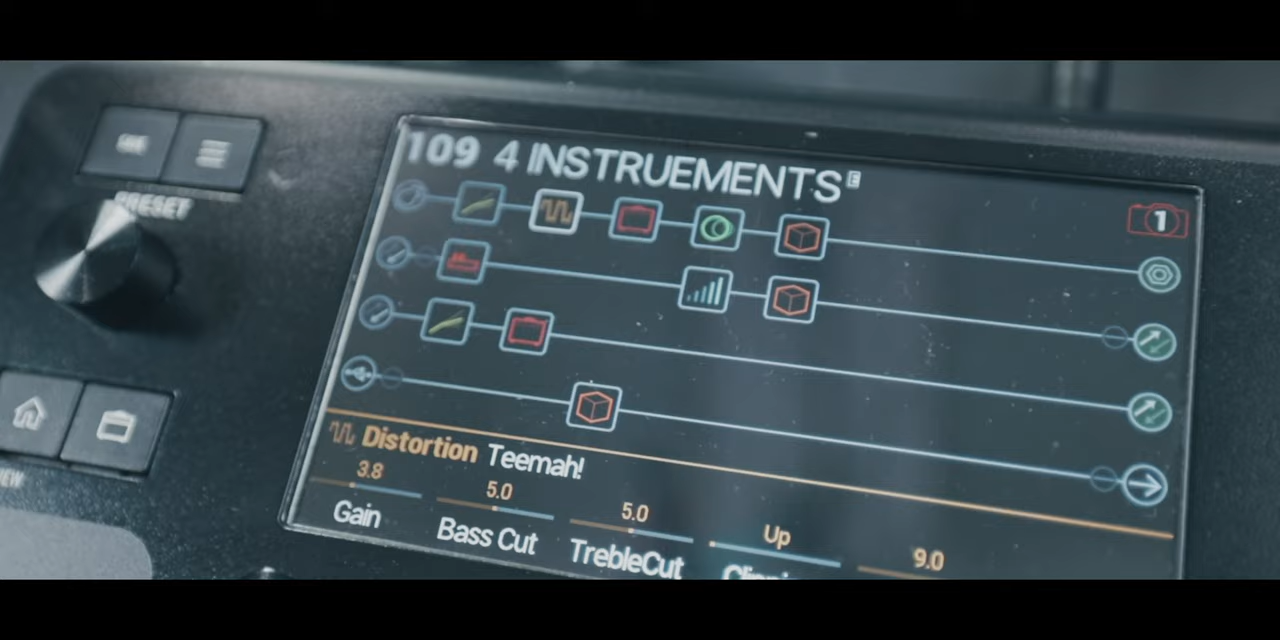 109 4 INSTRUEMENTS E
1
PRESET
Distortion Teemah!
3.8 5.0 5.0 Up 9.0
Gain Bass Cut TrebleCut